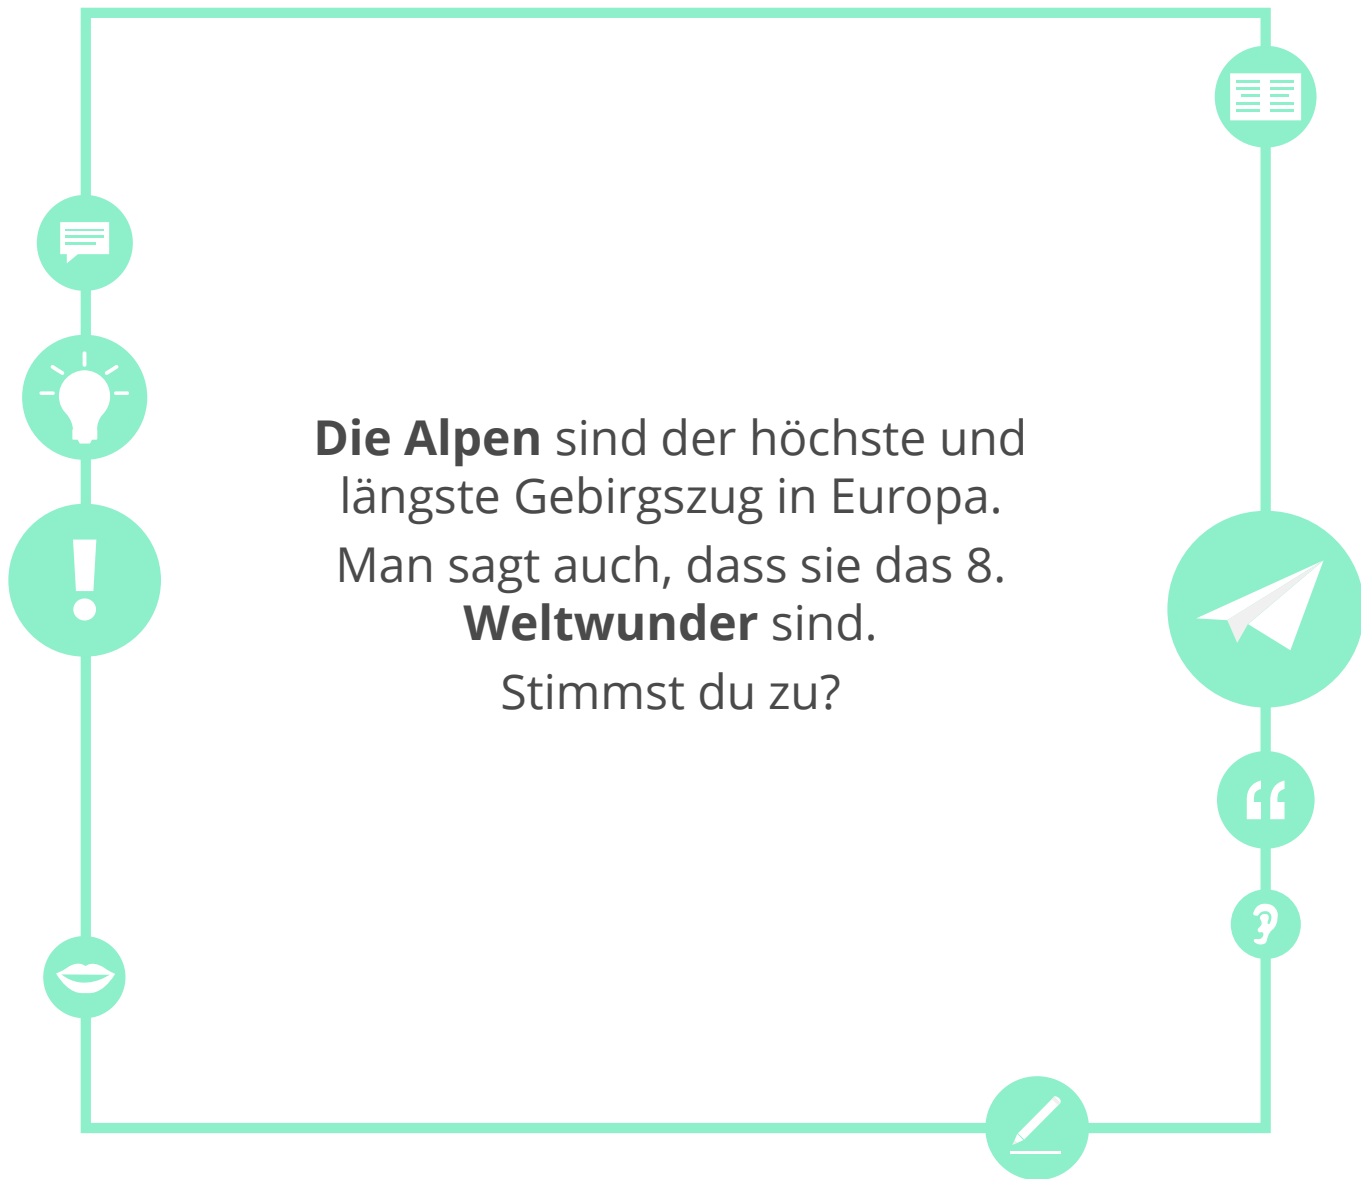 Die Alpen sind der höchste und
längste Gebirgszug in Europa.
Man sagt auch, dass sie das 8.
Weltwunder sind.
Stimmst du zu?